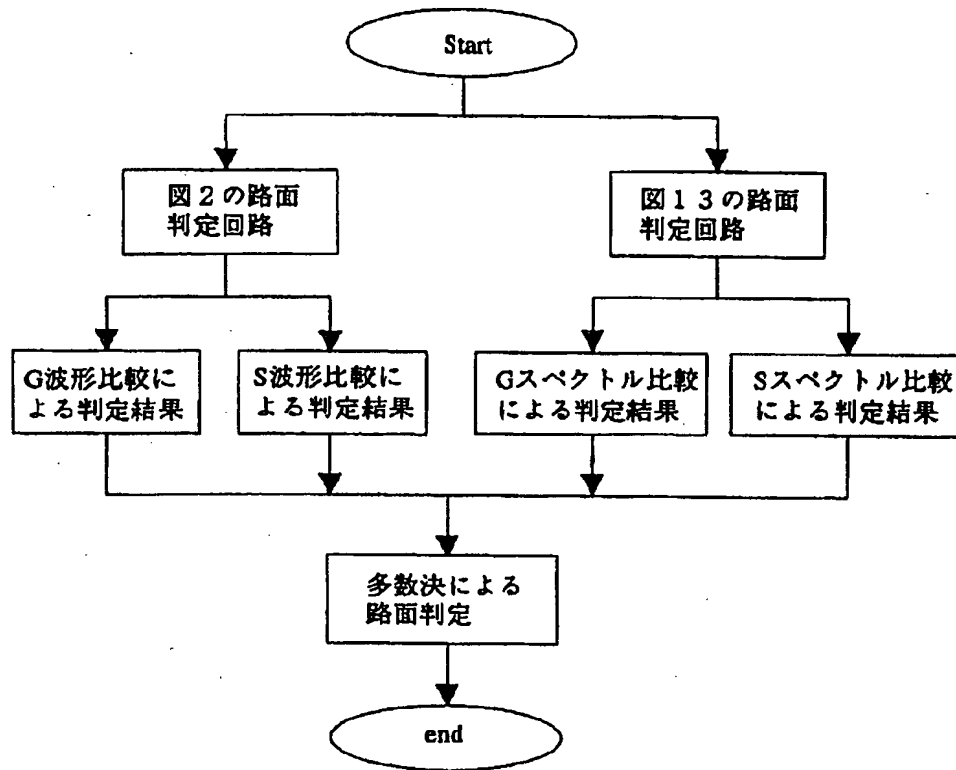 Start
図2の路面
判定回路
図13の路面
判定回路
G波形比較に
よる判定結果
S波形比較に
よる判定結果
Gスペクトル比較
による判定結果
Sスペクトル比較
による判定結果
多数決による
路面判定
end